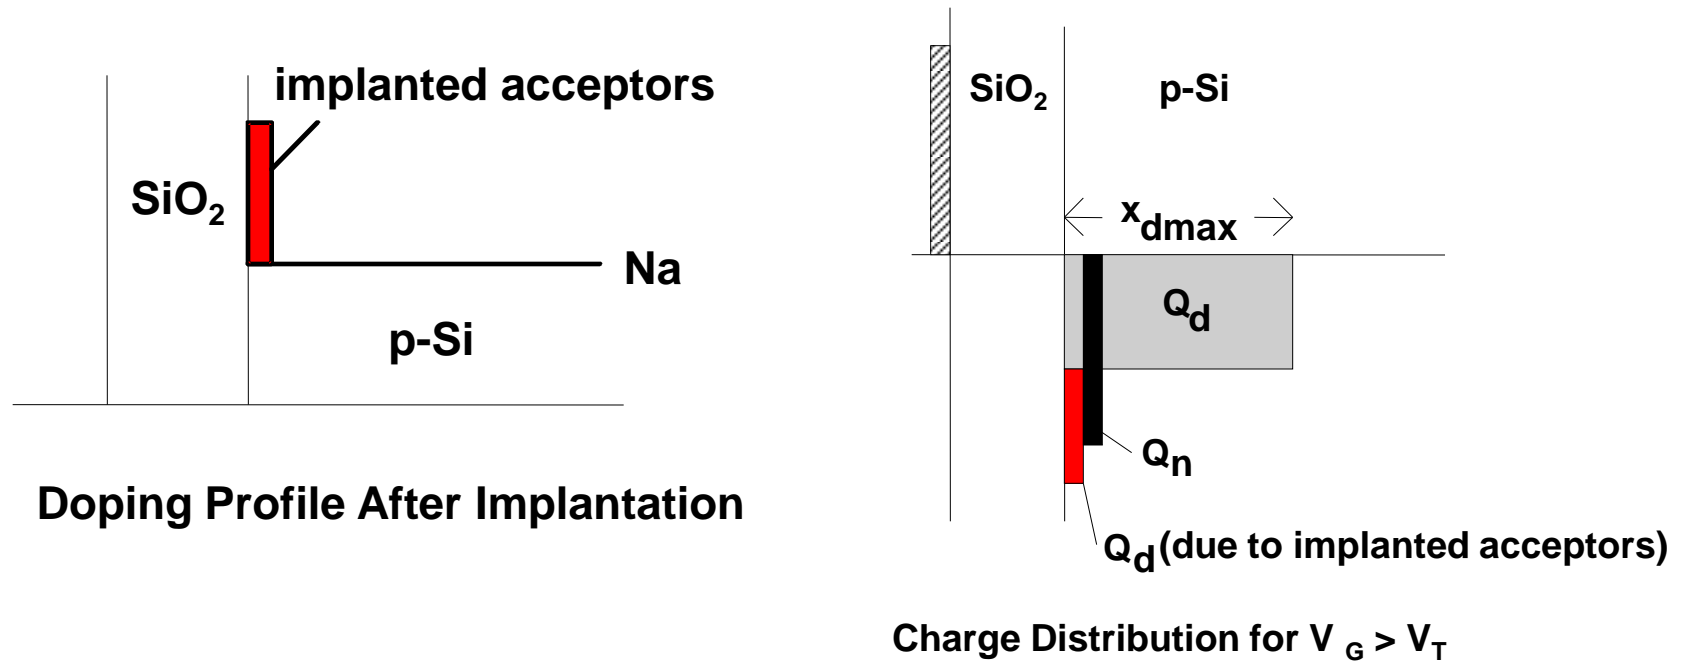 implanted acceptors
SiO2
Na
p-Si
Doping Profile After Implantation
SiO2
p-Si
xdmax
Qd
Qn
Qd(due to implanted acceptors)
Charge Distribution for V G > VT